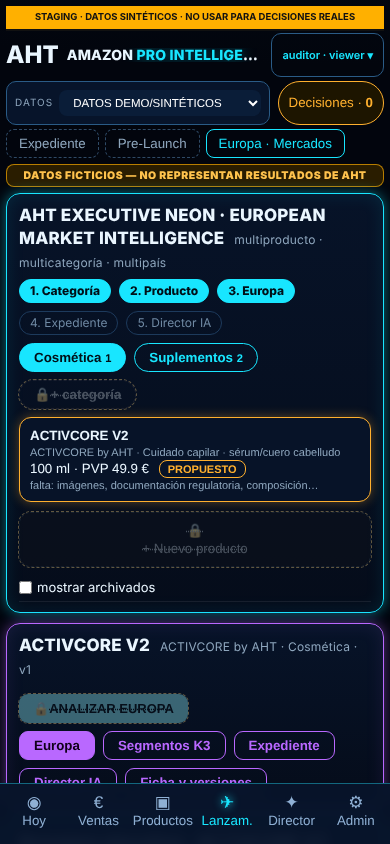 STAGING · DATOS SINTÉTICOS · NO USAR PARA DECISIONES REALES
AHT AMAZON PRO INTELLIGE... auditor · viewer ▾
DATOS DATOS DEMO/SINTÉTICOS Decisiones · 0
Expediente Pre-Launch Europa · Mercados
DATOS FICTICIOS — NO REPRESENTAN RESULTADOS DE AHT
AHT EXECUTIVE NEON · EUROPEAN
MARKET INTELLIGENCE multiproducto ·
multicategoría · multipaís
1. Categoría 2. Producto 3. Europa
4. Expediente 5. Director IA
Cosmética 1 Suplementos 2
🔒+ categoría
ACTIVCORE V2
ACTIVCORE by AHT · Cuidado capilar · sérum/cuero cabelludo
100 ml · PVP 49.9 € PROPUESTO
falta: imágenes, documentación regulatoria, composición…
🔒
+ Nuevo producto
mostrar archivados
ACTIVCORE V2 ACTIVCORE by AHT · Cosmética ·
v1
🔒 ANALIZAR EUROPA
Europa Segmentos K3 Expediente
Director IA Ficha y versiones
Hoy Ventas Productos Lanzam. Director Admin